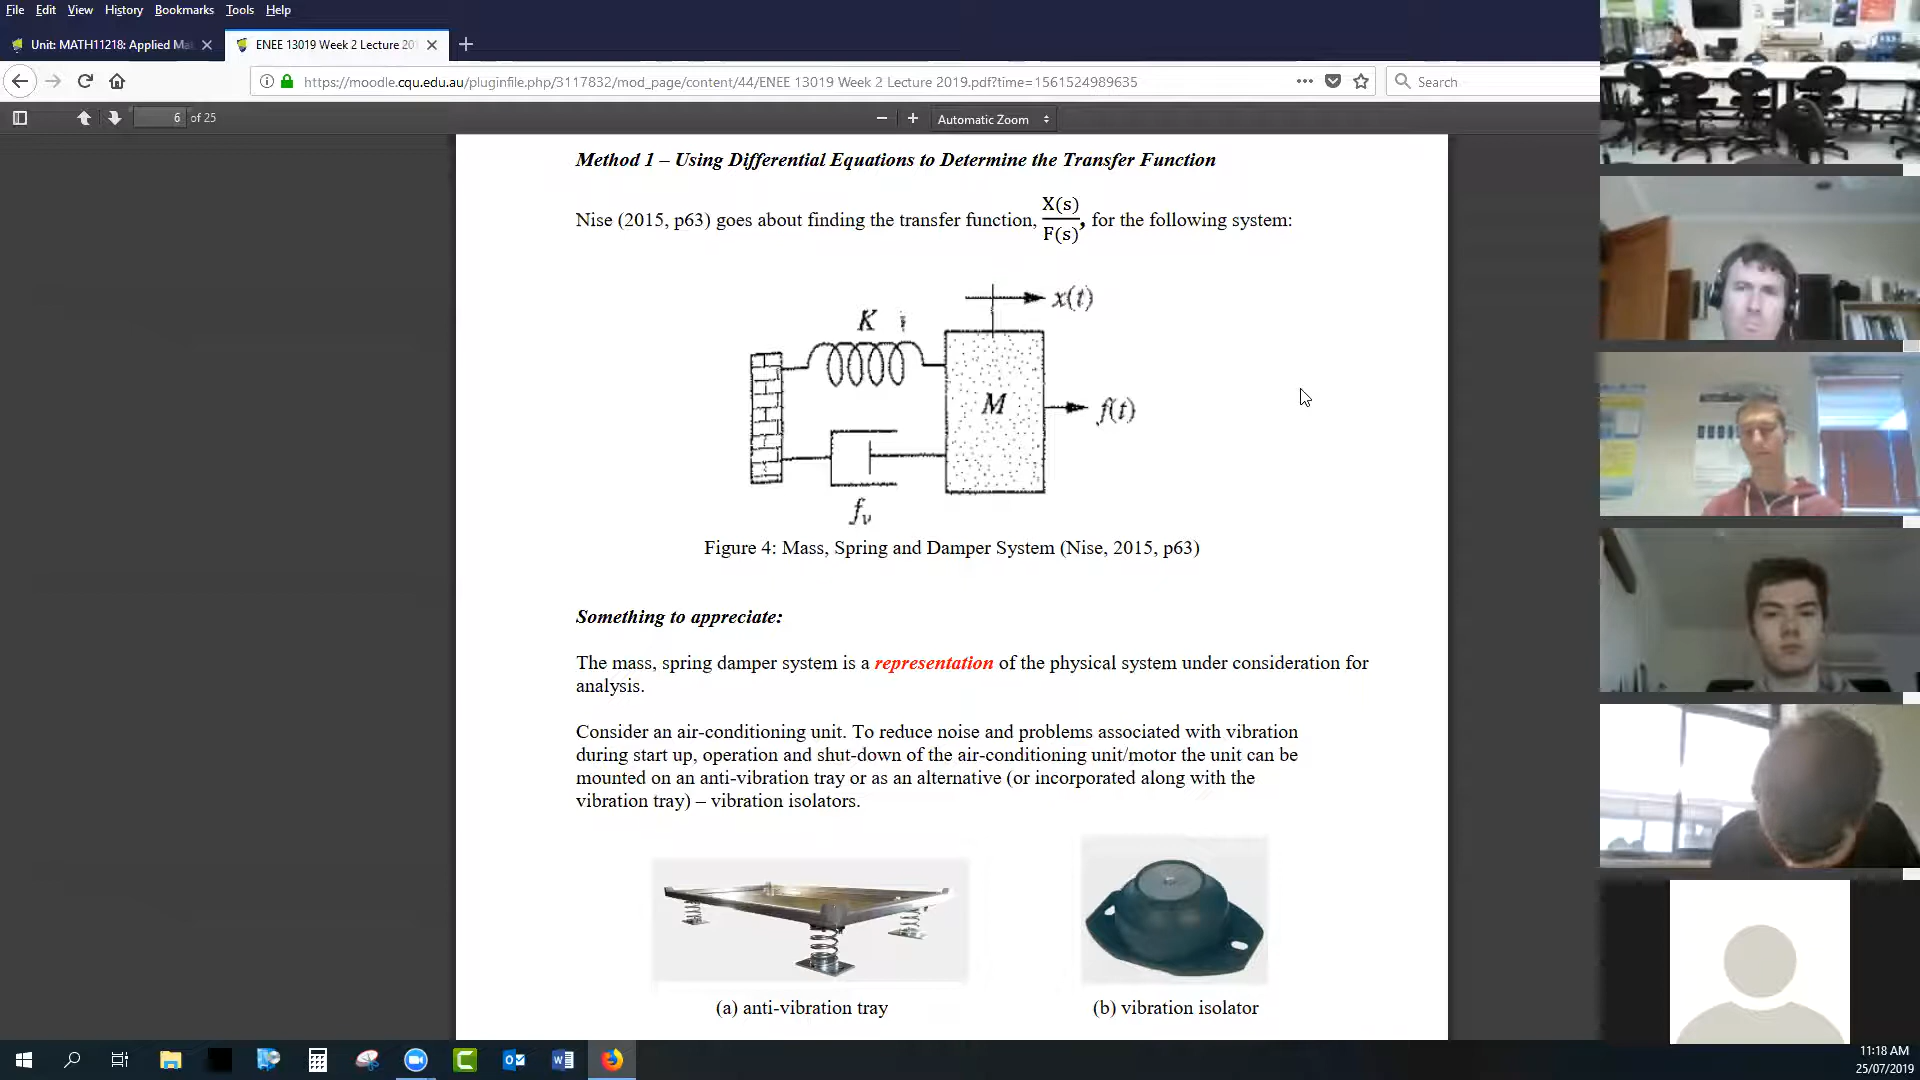 File Edit View History Bookmarks Tools Help
Unit: MATH11218: Applied Ma
ENEE 13019 Week 2 Lecture 201
https://moodle.cqu.edu.au/pluginfile.php/3117832/mod_page/content/44/ENEE 13019 Week 2 Lecture 2019.pdf?time=1561524989635
Search
6 of 25
Automatic Zoom
Method 1 – Using Differential Equations to Determine the Transfer Function
Nise (2015, p63) goes about finding the transfer function, X(s)/F(s), for the following system:
x(t)
K
M
f(t)
fv
Figure 4: Mass, Spring and Damper System (Nise, 2015, p63)
Something to appreciate:
The mass, spring damper system is a representation of the physical system under consideration for
analysis.
Consider an air-conditioning unit. To reduce noise and problems associated with vibration
during start up, operation and shut-down of the air-conditioning unit/motor the unit can be
mounted on an anti-vibration tray or as an alternative (or incorporated along with the
vibration tray) – vibration isolators.
(a) anti-vibration tray
(b) vibration isolator
11:18 AM
25/07/2019